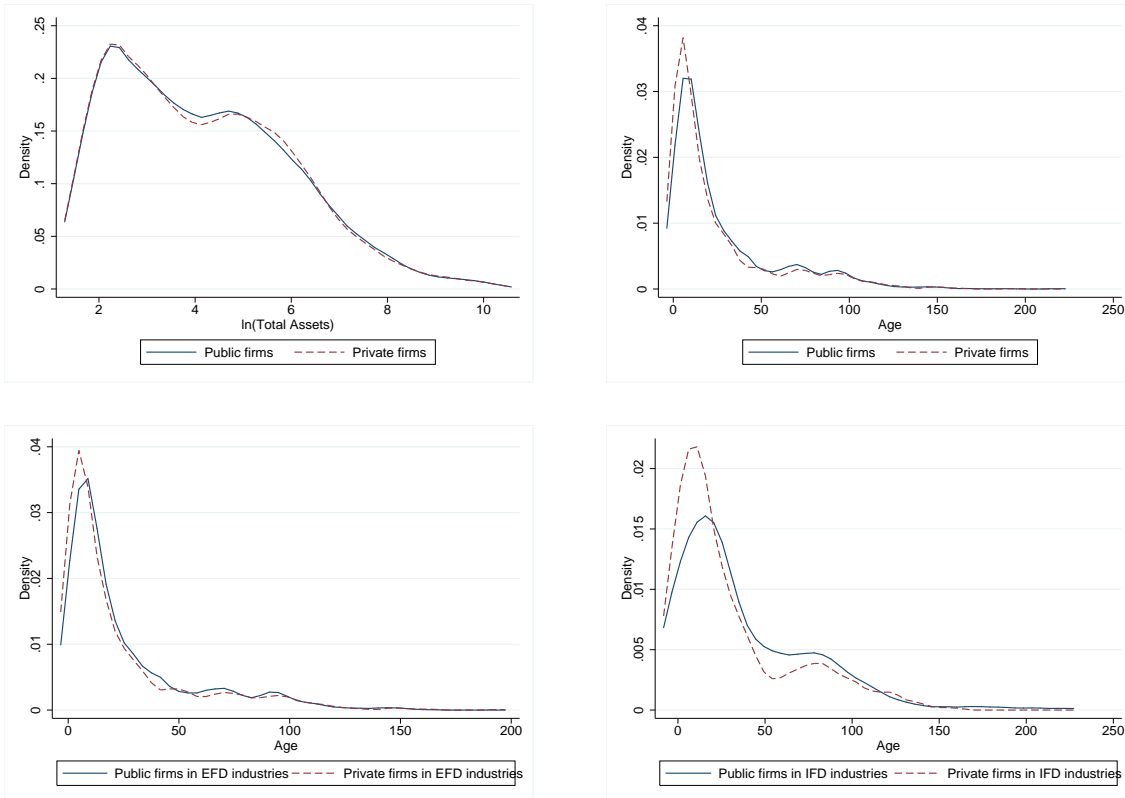 .25
.2
.15
.1
.05
0
Density
2 4 6 8 10
ln(Total Assets)
Public firms Private firms
.04
.03
.02
.01
0
Density
0 50 100 150 200 250
Age
Public firms Private firms
.04
.03
.02
.01
0
Density
0 50 100 150 200
Age
Public firms in EFD industries Private firms in EFD industries
.02
.015
.01
.005
0
Density
0 50 100 150 200 250
Age
Public firms in IFD industries Private firms in IFD industries